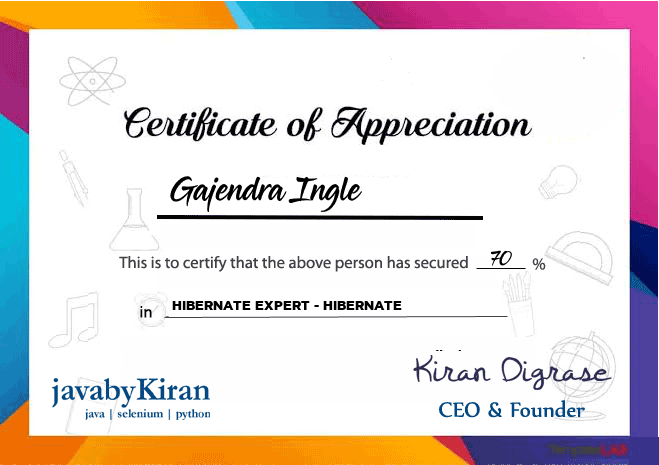 Certificate of Appreciation
Gajendra Ingle
This is to certify that the above person has secured 70 %
in HIBERNATE EXPERT - HIBERNATE
Kiran Digrase
javabyKiran
CEO & Founder
java | selenium | python